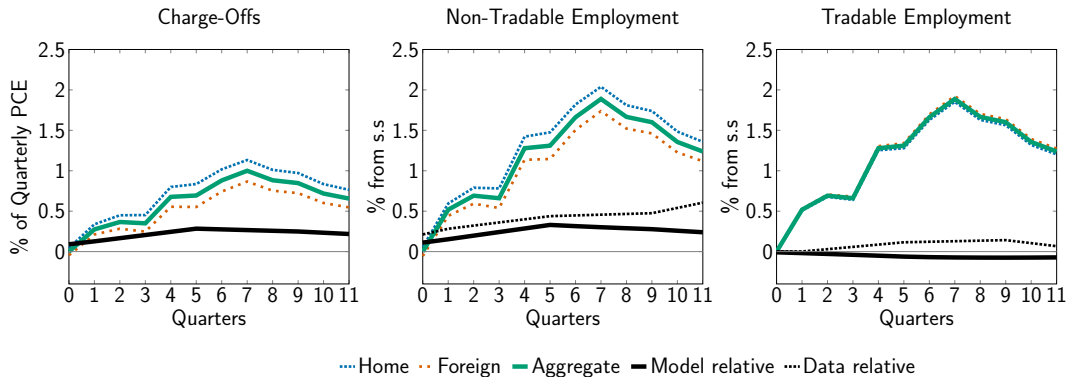 Charge-Offs
% of Quarterly PCE
2.5
2
1.5
1
0.5
0
0 1 2 3 4 5 6 7 8 9 10 11
Quarters
Non-Tradable Employment
% from s.s
2.5
2
1.5
1
0.5
0
0 1 2 3 4 5 6 7 8 9 10 11
Quarters
Tradable Employment
% from s.s
2.5
2
1.5
1
0.5
0
0 1 2 3 4 5 6 7 8 9 10 11
Quarters
Home Foreign Aggregate Model relative Data relative